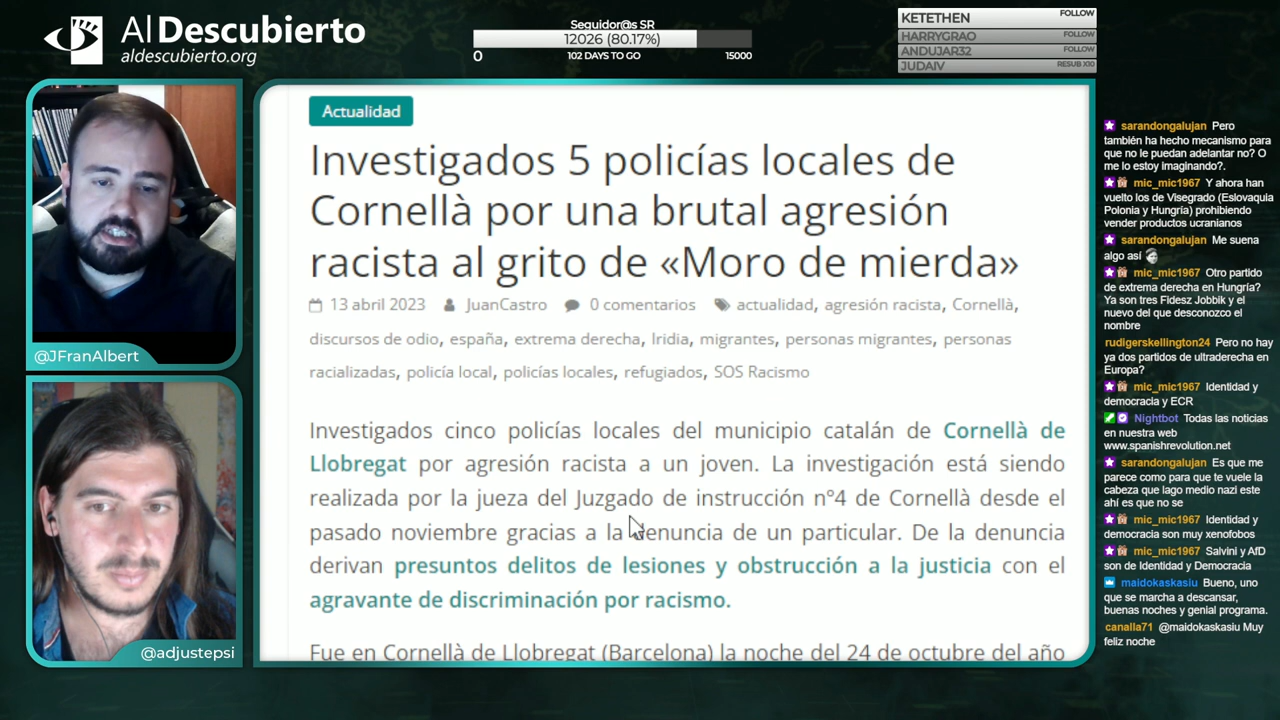 Al Descubierto
aldescubierto.org
Seguidor@s SR
12026 (80.17%)
0
102 DAYS TO GO
15000
KETETHEN FOLLOW
HARRYGRAO FOLLOW
ANDUJAR32 FOLLOW
JUDAIV RESUB X10
@JFranAlbert
@adjustepsi
Actualidad
Investigados 5 policías locales de
Cornellà por una brutal agresión
racista al grito de «Moro de mierda»
13 abril 2023 JuanCastro 0 comentarios actualidad, agresión racista, Cornellà,
discursos de odio, españa, extrema derecha, Iridia, migrantes, personas migrantes, personas
racializadas, policía local, policías locales, refugiados, SOS Racismo
Investigados cinco policías locales del municipio catalán de Cornellà de
Llobregat por agresión racista a un joven. La investigación está siendo
realizada por la jueza del Juzgado de instrucción nº4 de Cornellà desde el
pasado noviembre gracias a la denuncia de un particular. De la denuncia
derivan presuntos delitos de lesiones y obstrucción a la justicia con el
agravante de discriminación por racismo.
Fue en Cornellà de Llobregat (Barcelona) la noche del 24 de octubre del año
sarandongalujan Pero
también ha hecho mecanismo para
que no le puedan adelantar no? O
me lo estoy imaginando?.
mic_mic1967 Y ahora han
vuelto los de Visegrado (Eslovaquia
Polonia y Hungría) prohibiendo
vender productos ucranianos
sarandongalujan Me suena
algo así
mic_mic1967 Otro partido
de extrema derecha en Hungría?
Ya son tres Fidesz Jobbik y el
nuevo del que desconozco el
nombre
rudigerskellington24 Pero no hay
ya dos partidos de ultraderecha en
Europa?
mic_mic1967 Identidad y
democracia y ECR
Nightbot Todas las noticias
en nuestra web
www.spanishrevolution.net
sarandongalujan Es que me
parece como para que te vuele la
cabeza que lago medio nazi este
ahí es que no se
mic_mic1967 Identidad y
democracia son muy xenofobos
mic_mic1967 Salvini y AfD
son de Identidad y Democracia
maidokaskasiu Bueno, uno
que se marcha a descansar,
buenas noches y genial programa.
canalla71 @maidokaskasiu Muy
feliz noche